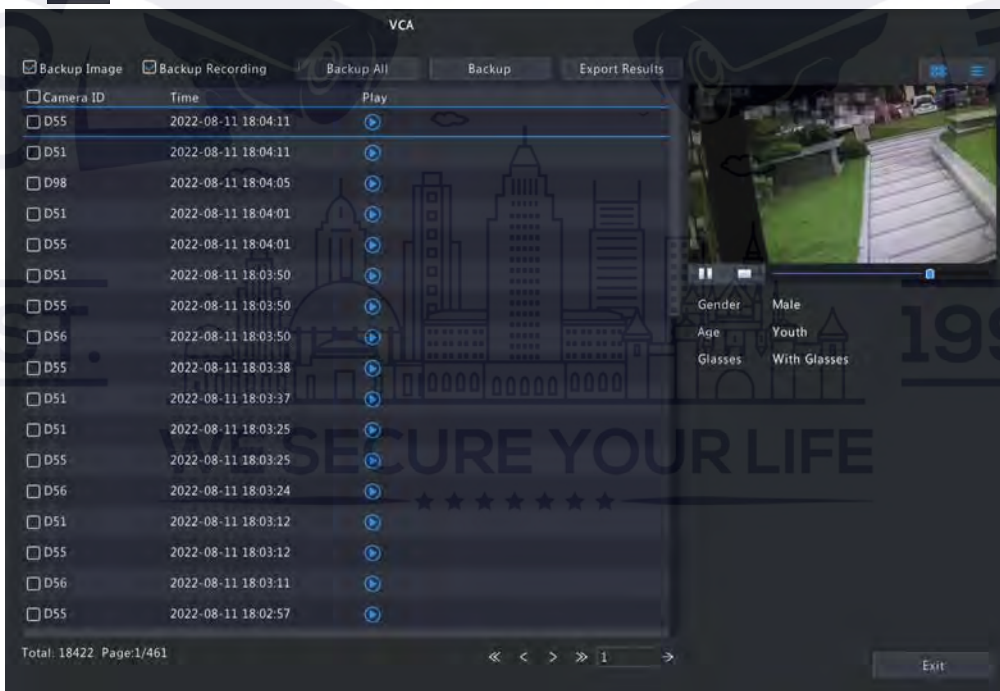 VCA
Backup Image Backup Recording Backup All Backup Export Results
Camera ID Time Play
D55 2022-08-11 18:04:11
D51 2022-08-11 18:04:11
D98 2022-08-11 18:04:05
D51 2022-08-11 18:04:01
D55 2022-08-11 18:04:01
D51 2022-08-11 18:03:50
D55 2022-08-11 18:03:50
D56 2022-08-11 18:03:50
D55 2022-08-11 18:03:38
D51 2022-08-11 18:03:37
D51 2022-08-11 18:03:25
D55 2022-08-11 18:03:25
D56 2022-08-11 18:03:24
D51 2022-08-11 18:03:12
D55 2022-08-11 18:03:12
D56 2022-08-11 18:03:11
D55 2022-08-11 18:02:57
Gender Male
Age Youth
Glasses With Glasses
WE SECURE YOUR LIFE
Total: 18422 Page:1/461
« < > » 1
Exit